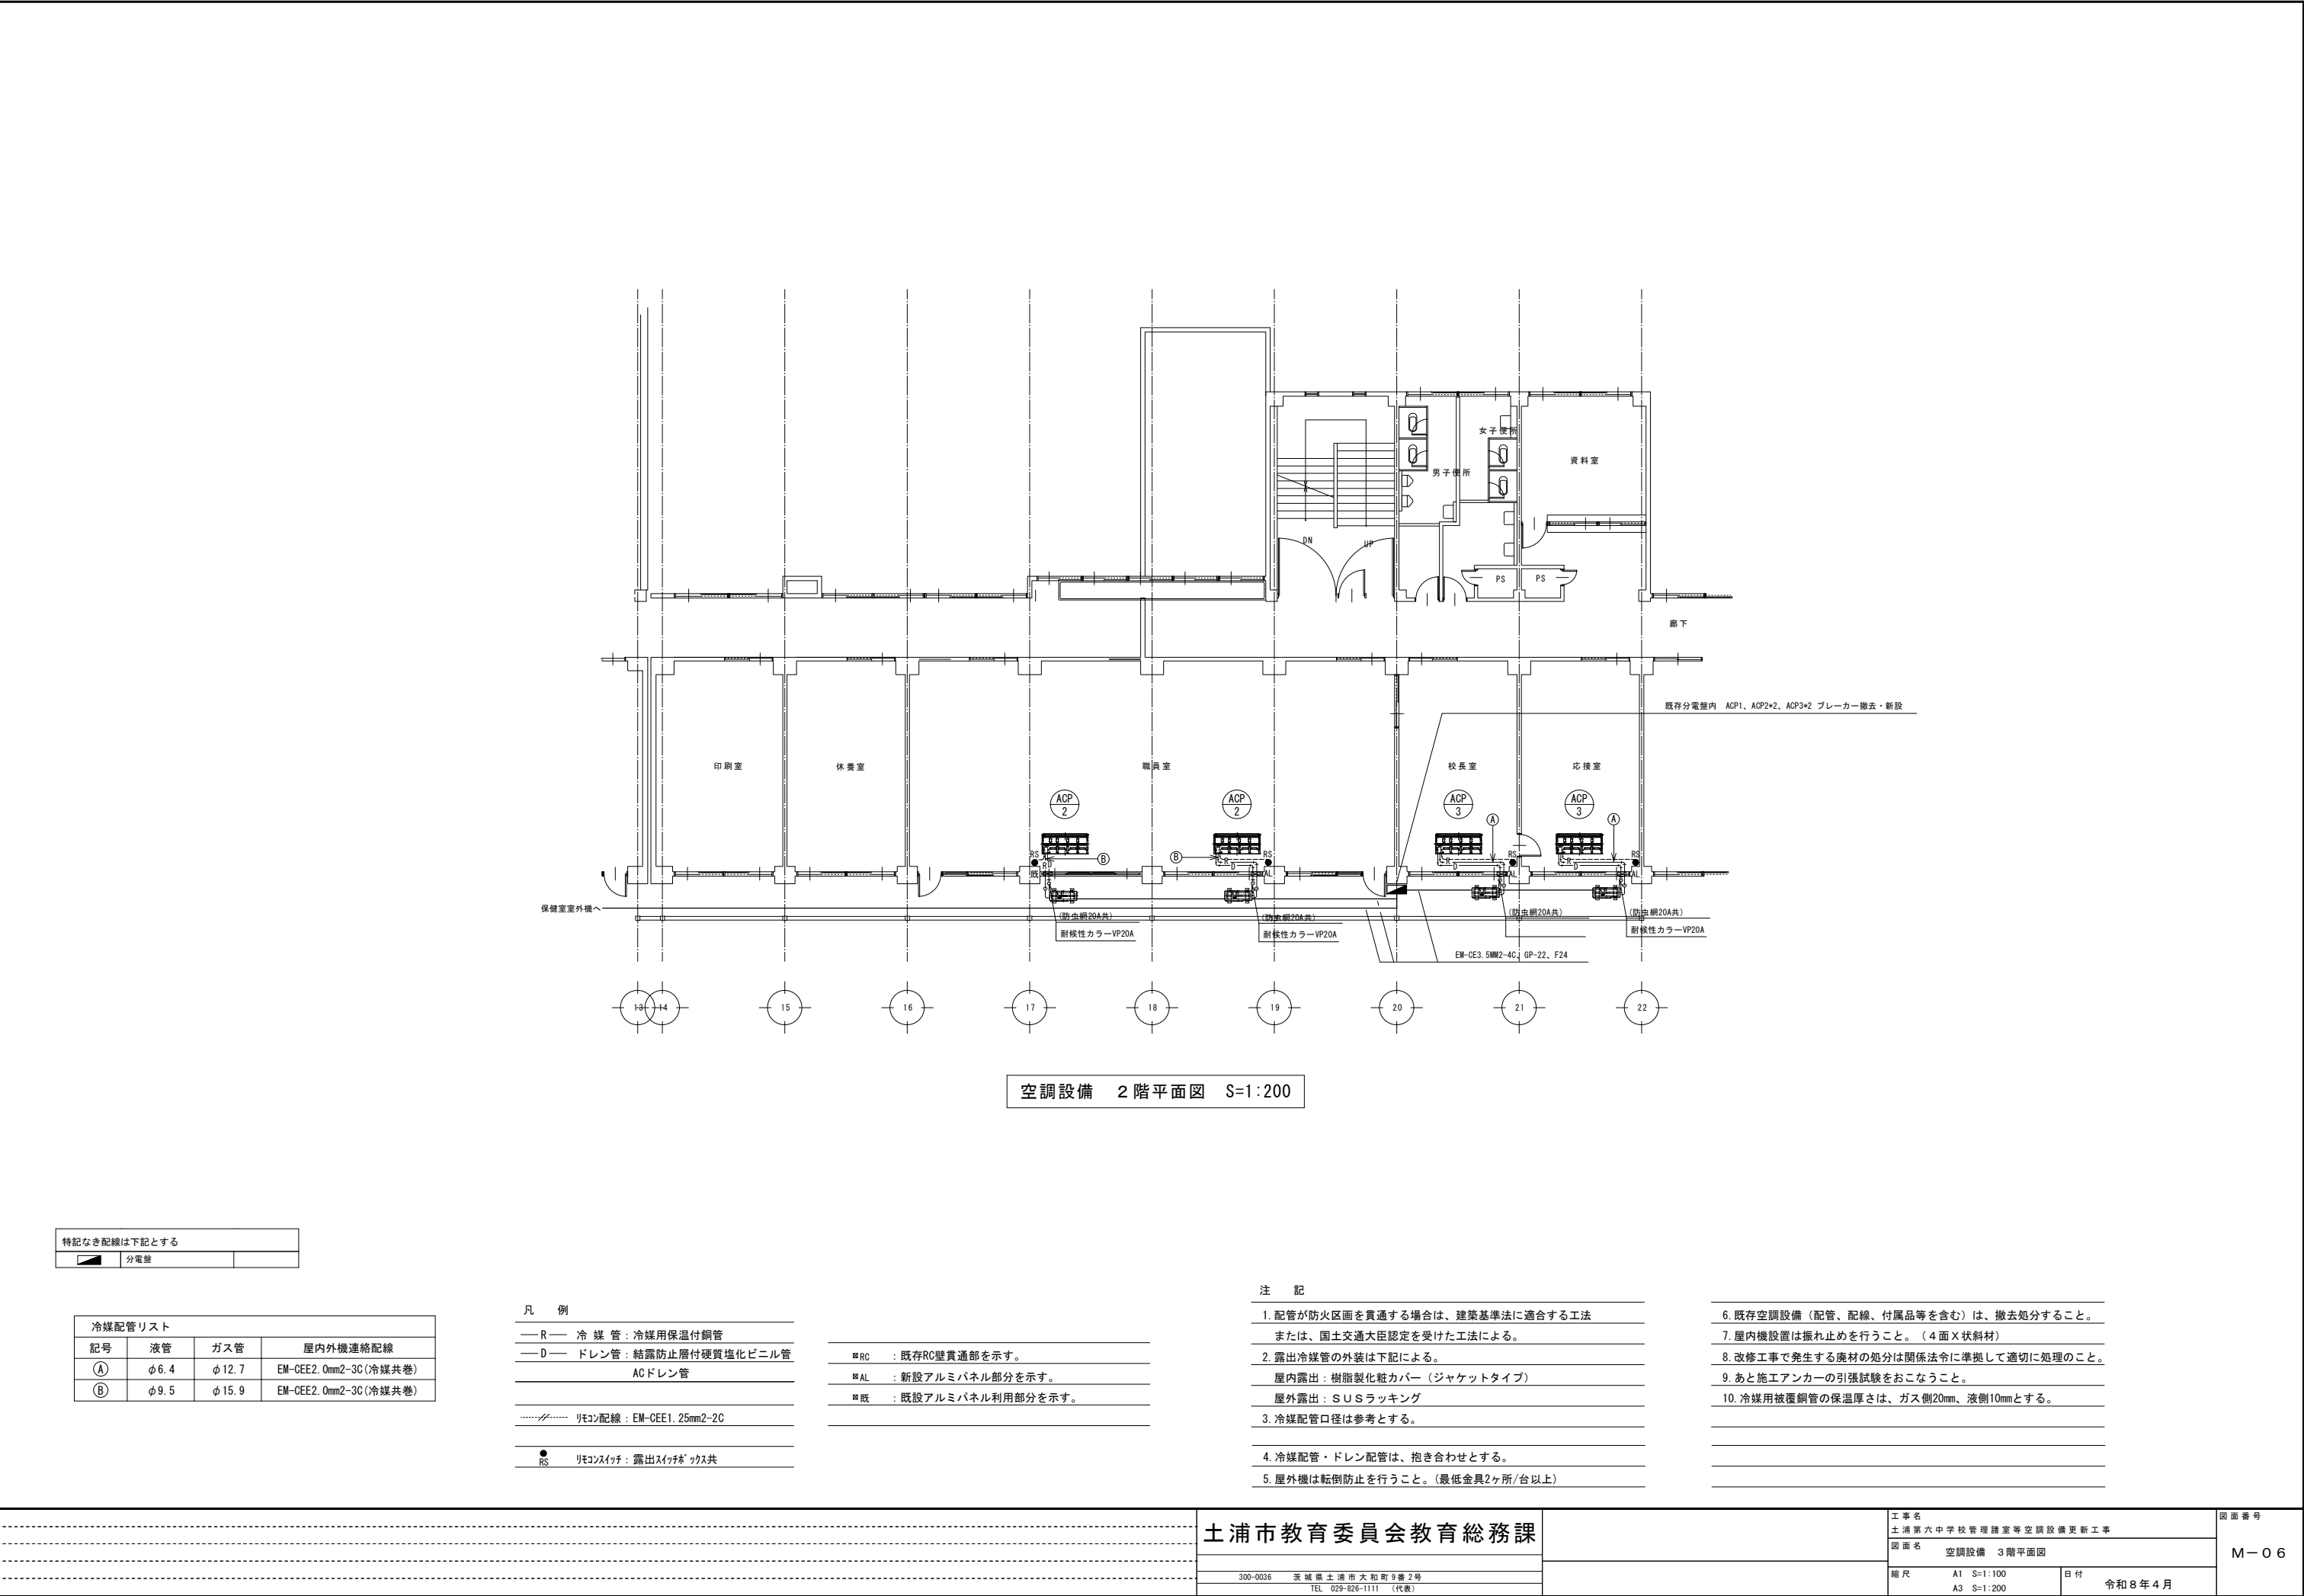 女子便所
資料室
男子便所
DN
UP
PS
PS
廊下
既存分電盤内 ACP1、ACP2*2、ACP3*2 ブレーカー撤去・新設
印刷室
休養室
職員室
校長室
応接室
ACP
2
ACP
2
ACP
3
ACP
3
A
A
B
B
RS
RS
RS
RS
R
D
R
D
R
D
R
D
既
AL
AL
AL
保健室室外機へ
(防虫網20A共)
耐候性カラーVP20A
(防虫網20A共)
耐候性カラーVP20A
(防虫網20A共)
(防虫網20A共)
耐候性カラーVP20A
EM-CE3.5MM2-4C、GP-22、F24
13 14 15 16 17 18 19 20 21 22
空調設備 2階平面図 S=1:200
特記なき配線は下記とする
分電盤
冷媒配管リスト
記号 液管 ガス管 屋内外機連絡配線
A φ6.4 φ12.7 EM-CEE2.0mm2-3C(冷媒共巻)
B φ9.5 φ15.9 EM-CEE2.0mm2-3C(冷媒共巻)
凡 例
R 冷媒管:冷媒用保温付銅管
D ドレン管:結露防止層付硬質塩化ビニル管
ACドレン管
ﾘﾓｺﾝ配線:EM-CEE1.25mm2-2C
RS ﾘﾓｺﾝｽｲｯﾁ:露出ｽｲｯﾁﾎﾞｯｸｽ共
RC :既存RC壁貫通部を示す。
AL :新設アルミパネル部分を示す。
既 :既設アルミパネル利用部分を示す。
注 記
1.配管が防火区画を貫通する場合は、建築基準法に適合する工法
または、国土交通大臣認定を受けた工法による。
2.露出冷媒管の外装は下記による。
屋内露出:樹脂製化粧カバー(ジャケットタイプ)
屋外露出:SUSラッキング
3.冷媒配管口径は参考とする。
4.冷媒配管・ドレン配管は、抱き合わせとする。
5.屋外機は転倒防止を行うこと。(最低金具2ヶ所/台以上)
6.既存空調設備(配管、配線、付属品等を含む)は、撤去処分すること。
7.屋内機設置は振れ止めを行うこと。(4面X状斜材)
8.改修工事で発生する廃材の処分は関係法令に準拠して適切に処理のこと。
9.あと施工アンカーの引張試験をおこなうこと。
10.冷媒用被覆銅管の保温厚さは、ガス側20mm、液側10mmとする。
土浦市教育委員会教育総務課
300-0036 茨城県土浦市大和町9番2号
TEL 029-826-1111 (代表)
工事名
土浦第六中学校管理諸室等空調設備更新工事
図面名 空調設備 3階平面図
縮尺 A1 S=1:100
A3 S=1:200
日付 令和8年4月
図面番号
M-06